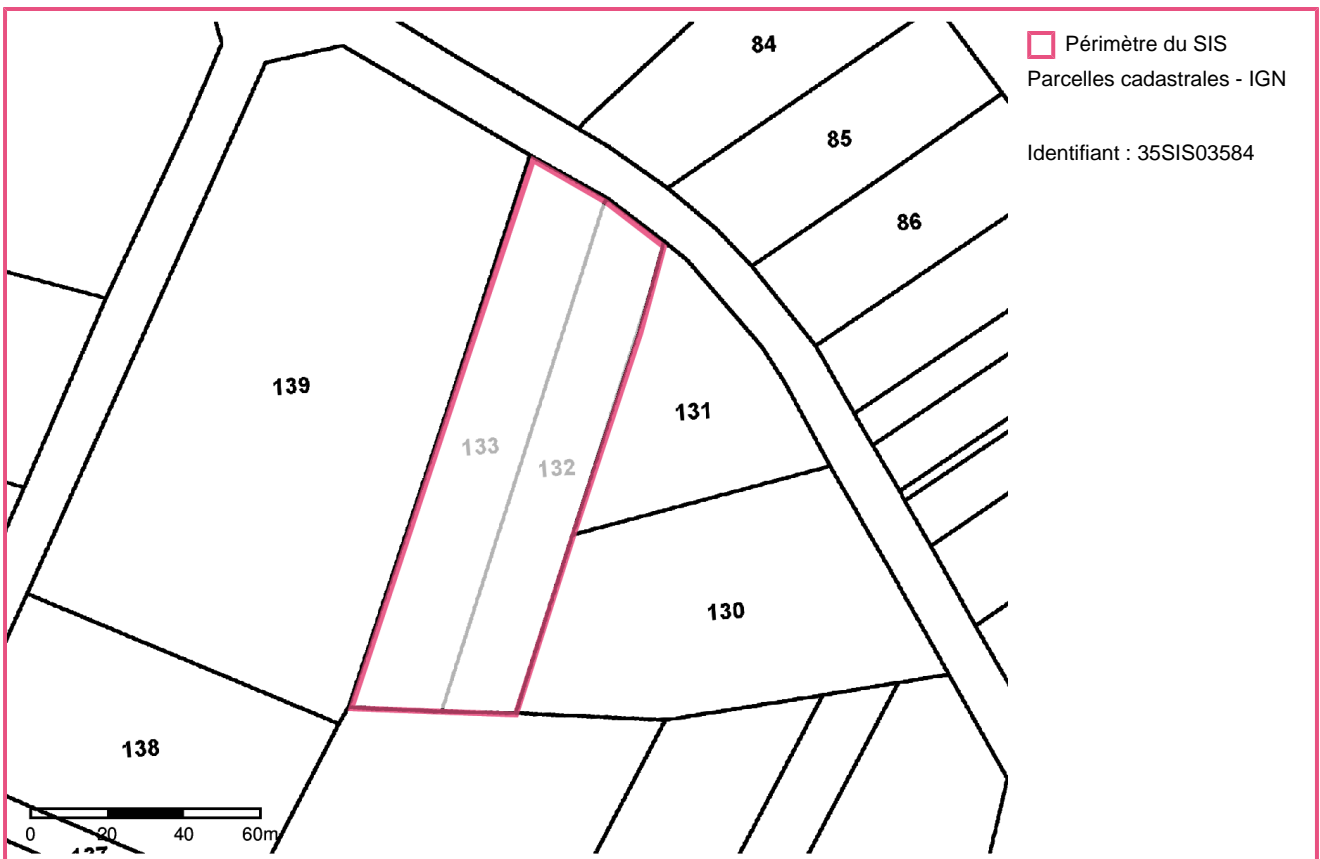 84
Périmètre du SIS
Parcelles cadastrales - IGN
85
Identifiant : 35SIS03584
86
139
131
133
132
130
138
0 20 40 60m
137